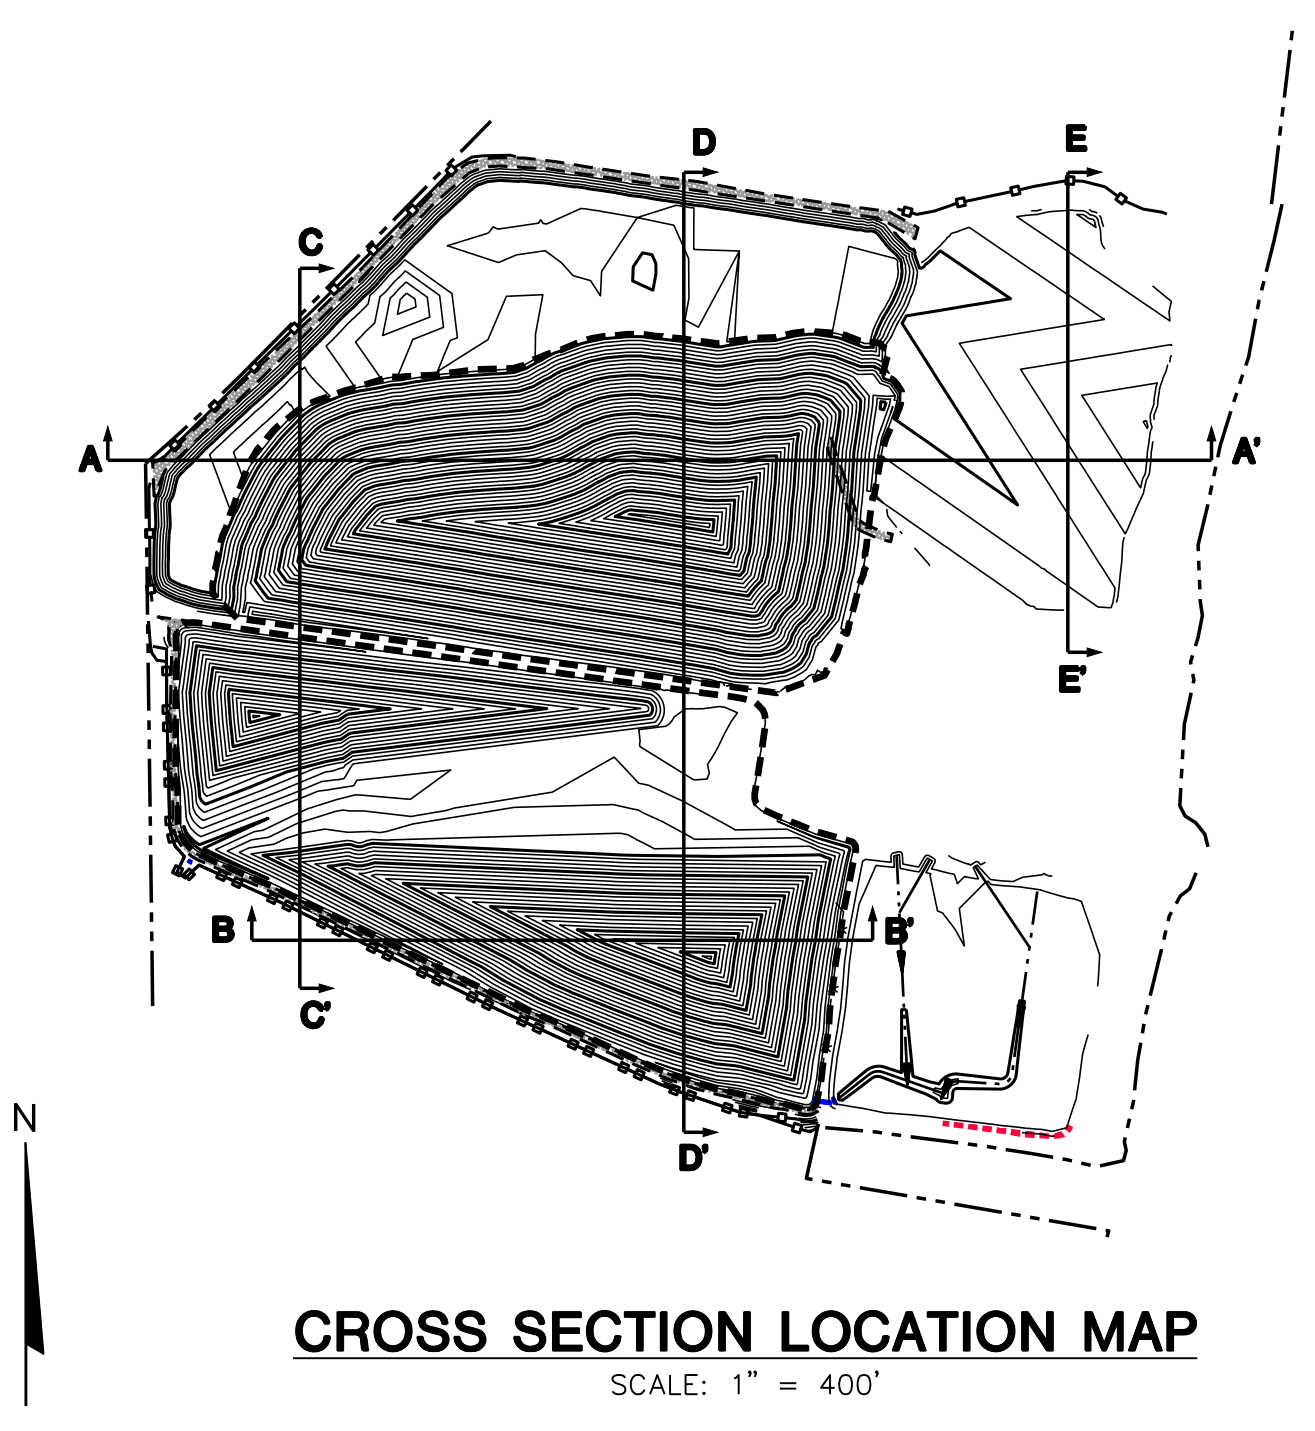 D
E
C
A
A'
E'
B
B'
C'
N
D'
CROSS SECTION LOCATION MAP
SCALE: 1" = 400'